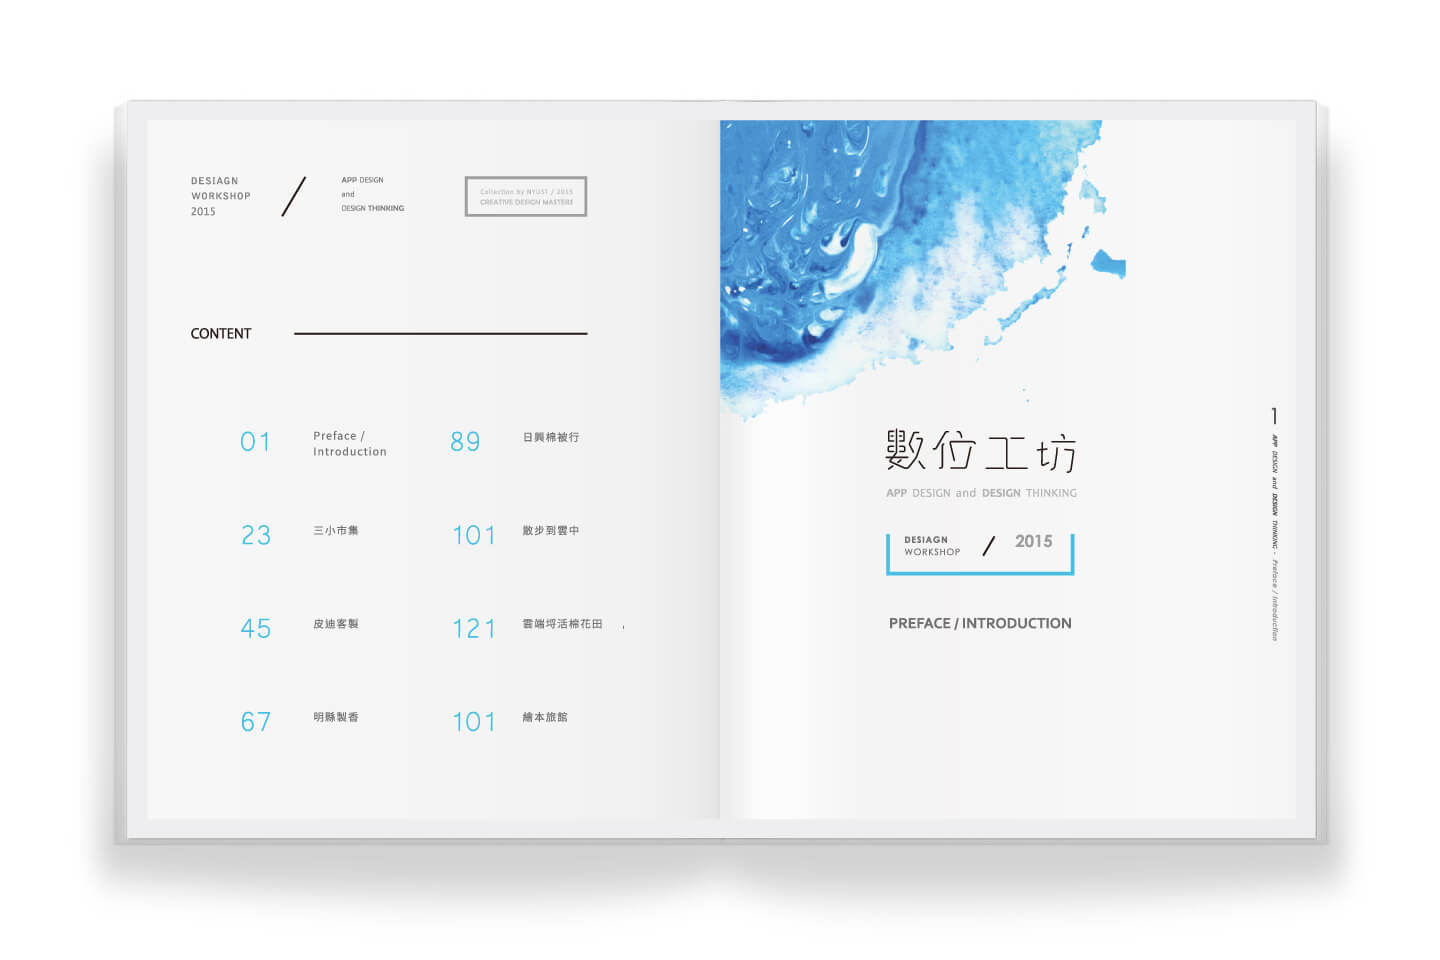 DESIAGN
WORKSHOP
2015
/
APP DESIGN
and
DESIGN THINKING
Collection by NYUST / 2015
CREATIVE DESIGN MASTERS
CONTENT
01 Preface /
Introduction
23 三小市集
45 皮迪客製
67 明縣製香
89 日興棉被行
101 散步到雲中
121 雲端埒活棉花田 ,
101 繪本旅館
數位工坊
APP DESIGN and DESIGN THINKING
DESIAGN
WORKSHOP
/
2015
PREFACE / INTRODUCTION
1 APP DESIGN and DESIGN THINKING - Preface / Introduction